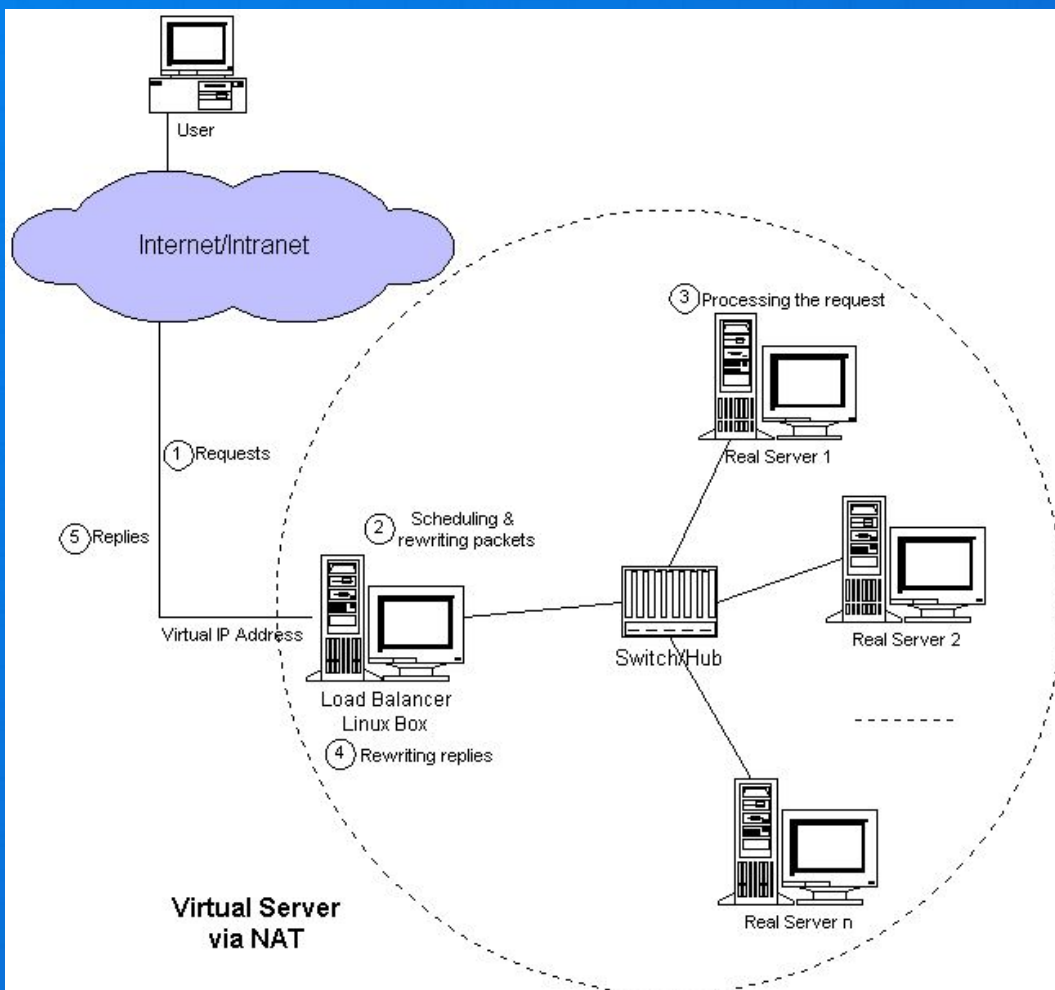 User
Internet/Intranet
3 Processing the request
Real Server 1
1 Requests
2 Scheduling &
rewriting packets
5 Replies
Virtual IP Address
Real Server 2
Switch/Hub
Load Balancer
Linux Box
4 Rewriting replies
Real Server n
Virtual Server
via NAT